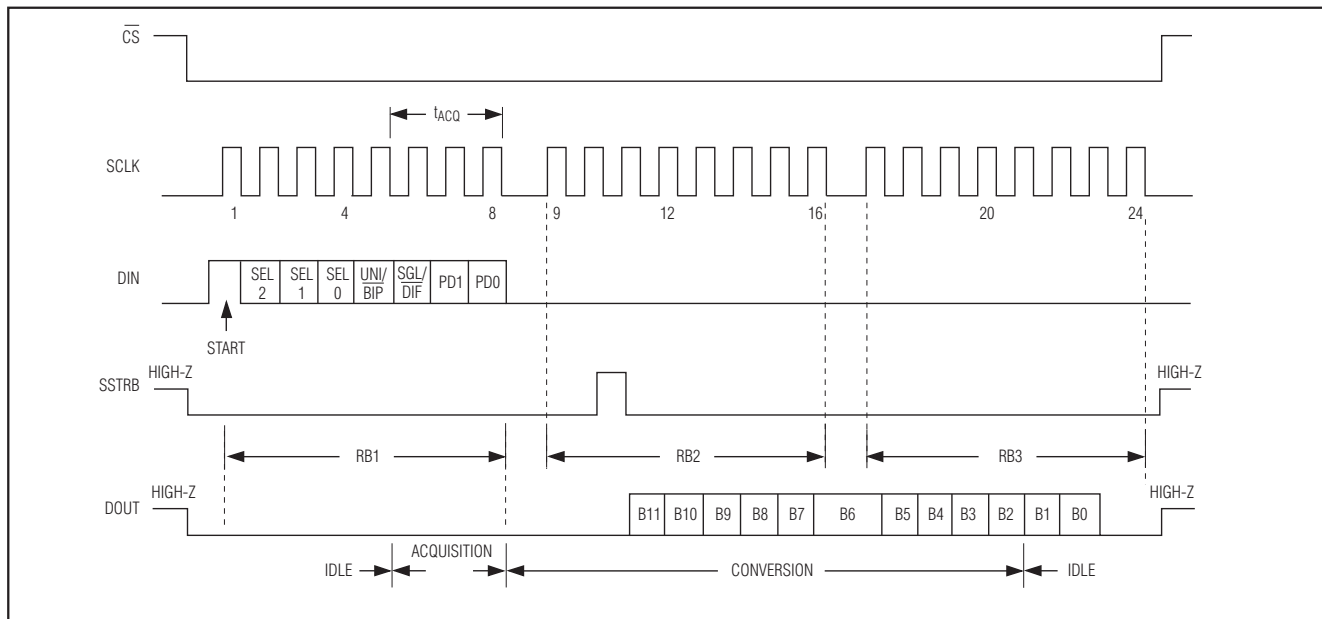 CS
tACQ
SCLK
1 4 8 9 12 16 20 24
DIN
SEL 2
SEL 1
SEL 0
UNI/BIP
SGL/DIF
PD1
PD0
START
HIGH-Z
SSTRB
HIGH-Z
RB1
RB2
RB3
HIGH-Z
DOUT
B11 B10 B9 B8 B7 B6 B5 B4 B3 B2 B1 B0
HIGH-Z
IDLE
ACQUISITION
CONVERSION
IDLE